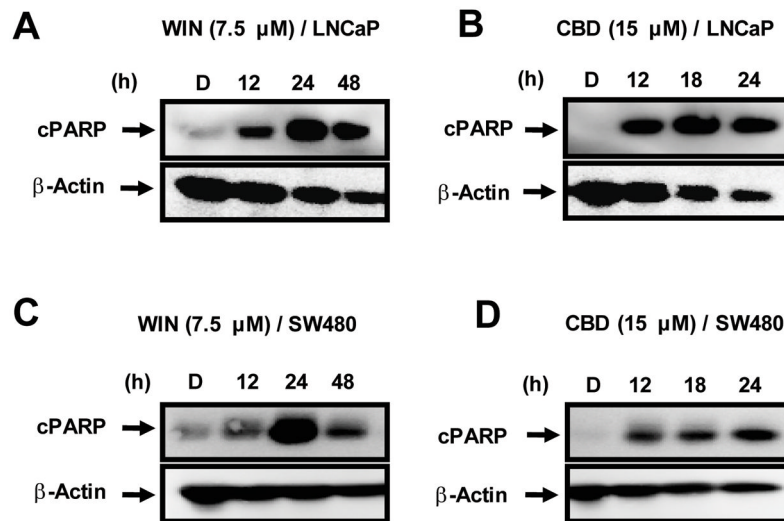 A
WIN (7.5 µM) / LNCaP
(h) D 12 24 48
cPARP
β-Actin
B
CBD (15 µM) / LNCaP
D 12 18 24
cPARP
β-Actin
C
WIN (7.5 µM) / SW480
(h) D 12 24 48
cPARP
β-Actin
D
CBD (15 µM) / SW480
(h) D 12 18 24
cPARP
β-Actin